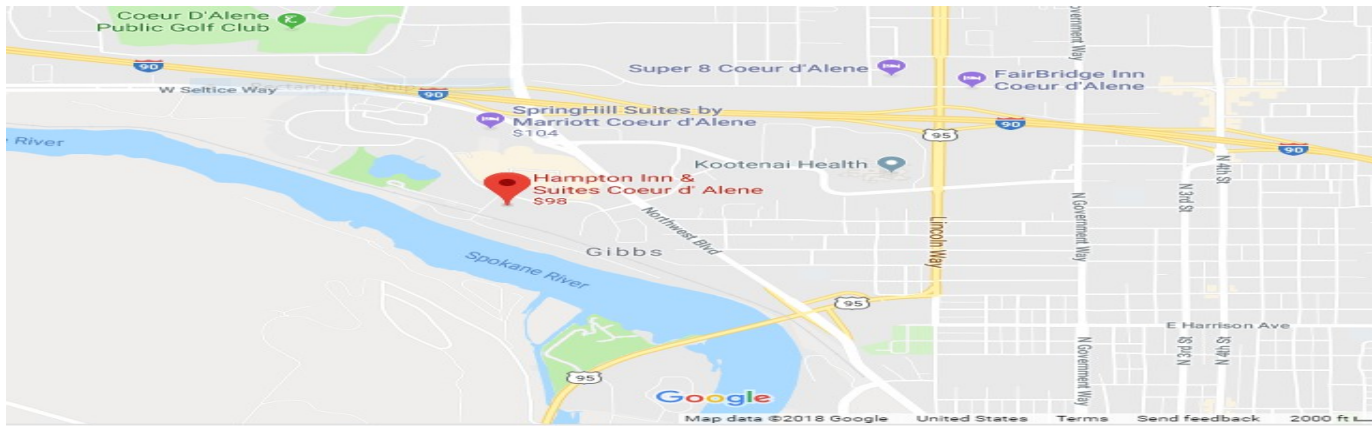 Coeur D'Alene
Public Golf Club
90
W Seltice Way
90
Super 8 Coeur d'Alene
FairBridge Inn
Coeur d'Alene
SpringHill Suites by
Marriott Coeur d'Alene
$104
90
95
90
River
Kootenai Health
Hampton Inn &
Suites Coeur d' Alene
$98
Government Way
N 4th St
N 3rd St
N Government Way
Northwest Blvd
Lincoln Way
Gibbs
Spokane River
95
E Harrison Ave
N Government Way
N 3rd St
N 4th St
95
Google
Map data ©2018 Google
United States
Terms
Send feedback
2000 ft